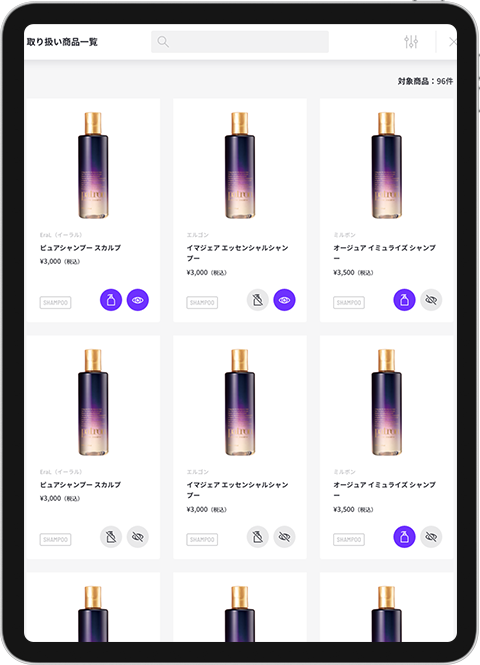 取り扱い商品一覧
対象商品：96件
EraL（イーラル）
ピュアシャンプー スカルプ
¥3,000（税込）
SHAMPOO
エルゴン
イマジェア エッセンシャルシャン
プー
¥3,000（税込）
SHAMPOO
ミルボン
オージュア イミュライズ シャンプ
ー
¥3,500（税込）
SHAMPOO
EraL（イーラル）
ピュアシャンプー スカルプ
¥3,000（税込）
SHAMPOO
エルゴン
イマジェア エッセンシャルシャン
プー
¥3,000（税込）
SHAMPOO
ミルボン
オージュア イミュライズ シャンプ
ー
¥3,500（税込）
SHAMPOO